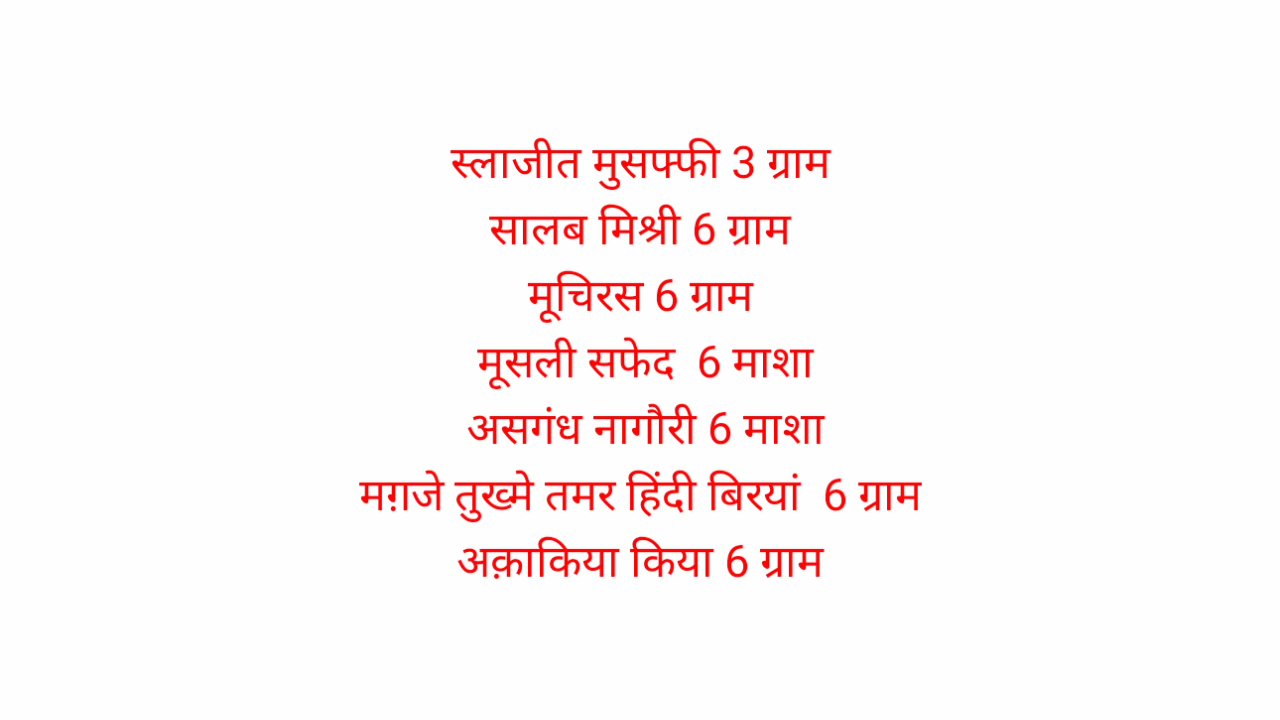 स्लाजीत मुसफ्फी 3 ग्राम
सालब मिश्री 6 ग्राम
मूचिरस 6 ग्राम
मूसली सफेद  6 माशा
असगंध नागौरी 6 माशा
मग़जे तुख्मे तमर हिंदी बिरयां  6 ग्राम
अक़ाकिया किया 6 ग्राम